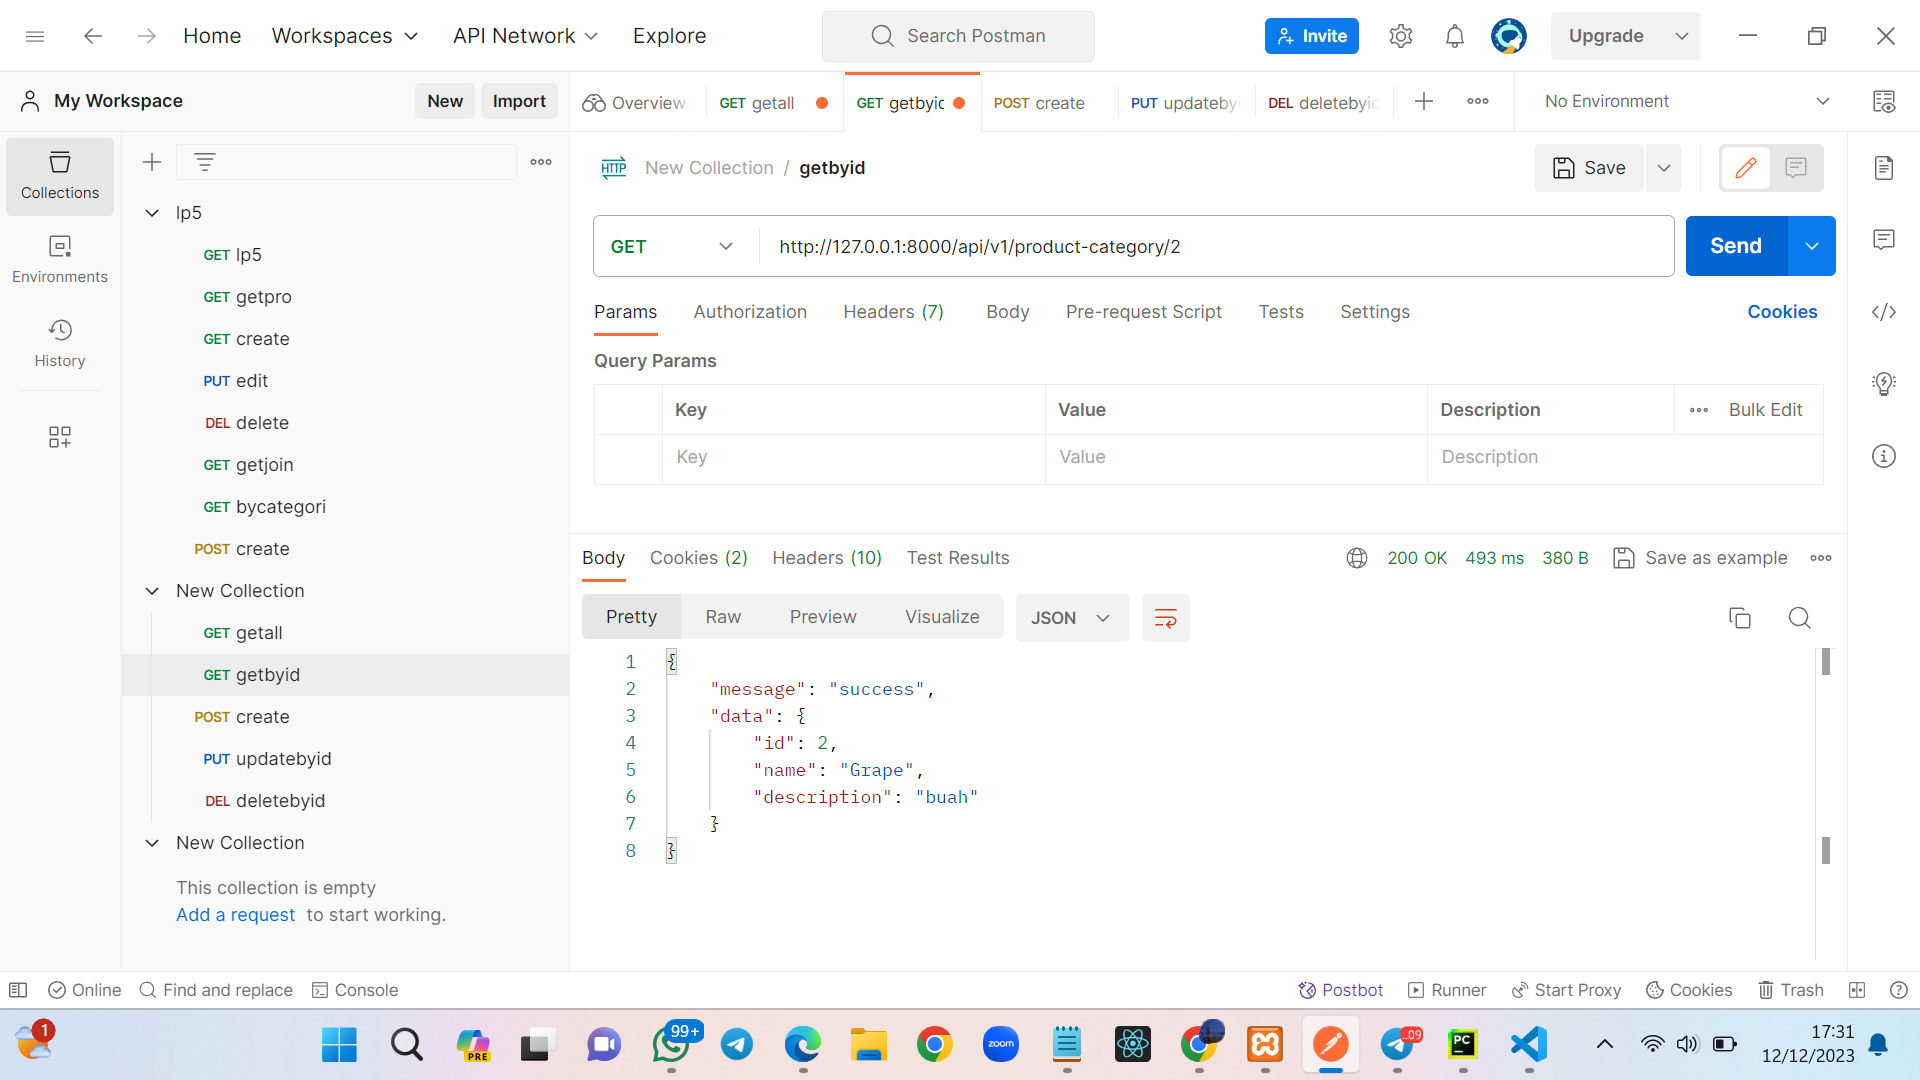 Home
Workspaces
API Network
Explore
Search Postman
Invite
Upgrade
My Workspace
New
Import
Overview
GET getall
GET getbyid
POST create
PUT updateby
DEL deletebyid
No Environment
Collections
Environments
History
lp5
GET lp5
GET getpro
GET create
PUT edit
DEL delete
GET getjoin
GET bycategori
POST create
New Collection
GET getall
GET getbyid
POST create
PUT updatebyid
DEL deletebyid
New Collection
This collection is empty
Add a request to start working.
HTTP New Collection / getbyid
Save
GET
http://127.0.0.1:8000/api/v1/product-category/2
Send
Params
Authorization
Headers (7)
Body
Pre-request Script
Tests
Settings
Cookies
Query Params
Key Value Description Bulk Edit
Key Value Description
Body
Cookies (2)
Headers (10)
Test Results
200 OK 493 ms 380 B
Save as example
Pretty
Raw
Preview
Visualize
JSON
1 {
2 "message": "success",
3 "data": {
4 "id": 2,
5 "name": "Grape",
6 "description": "buah"
7 }
8 }
Online
Find and replace
Console
Postbot
Runner
Start Proxy
Cookies
Trash
1
PRE
99+
zoom
..09
PC
17:31
12/12/2023